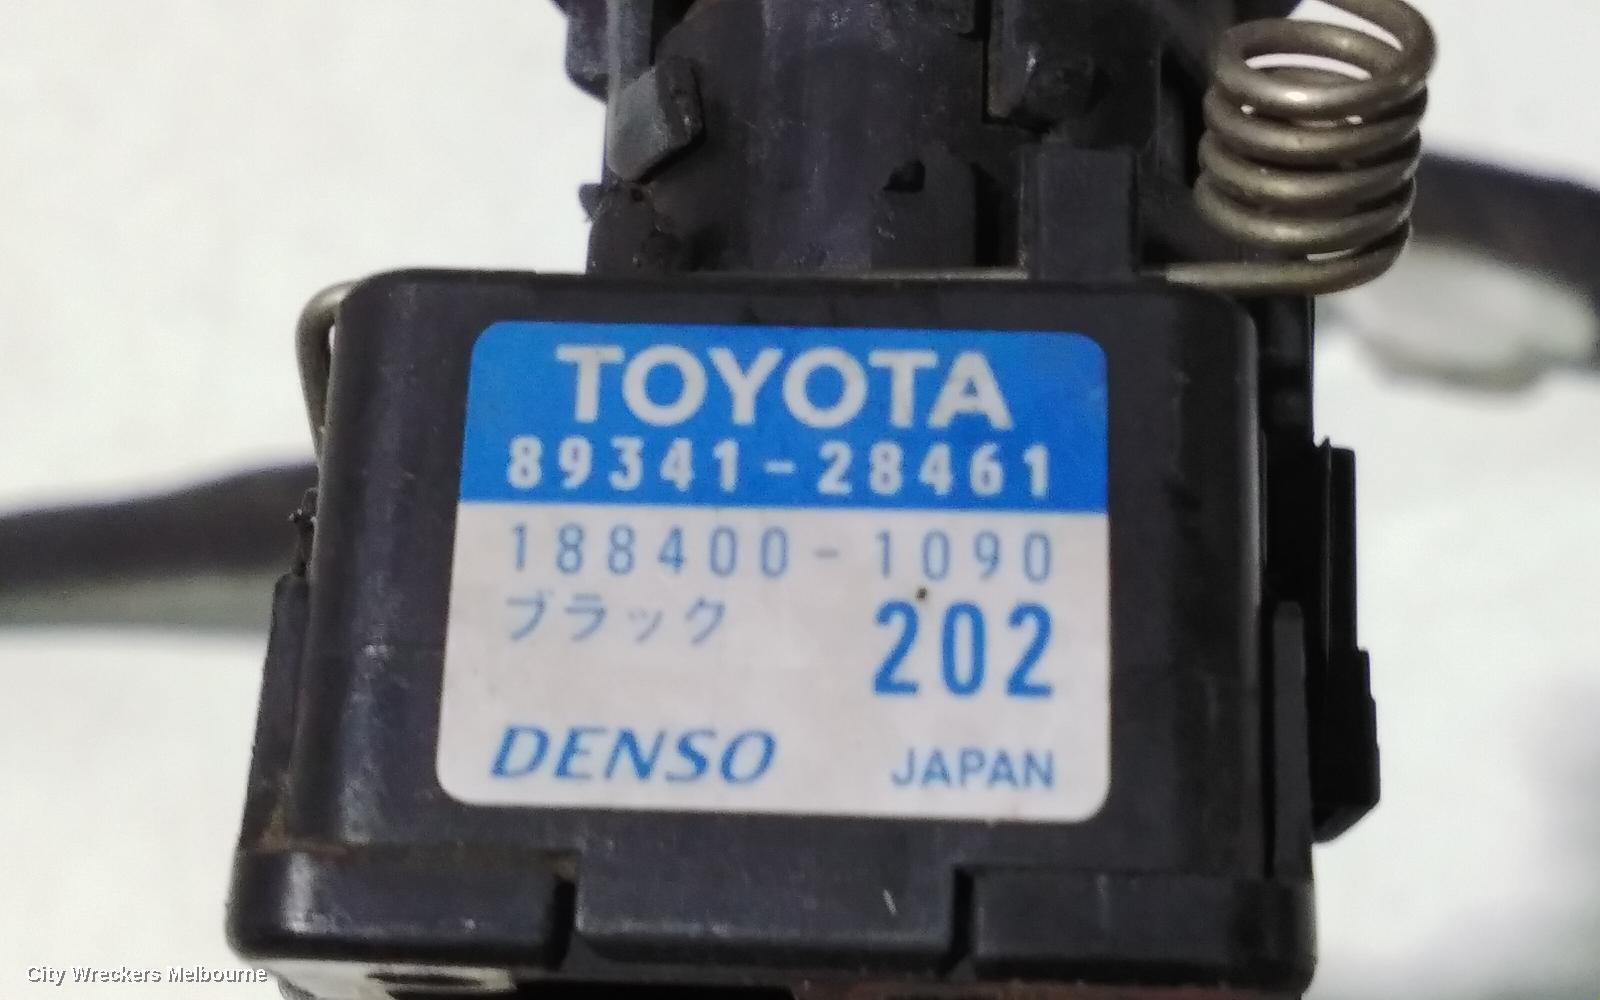 TOYOTA
89341-28461
188400-1090
ブラック 202
DENSO JAPAN
City Wreckers Melbourne